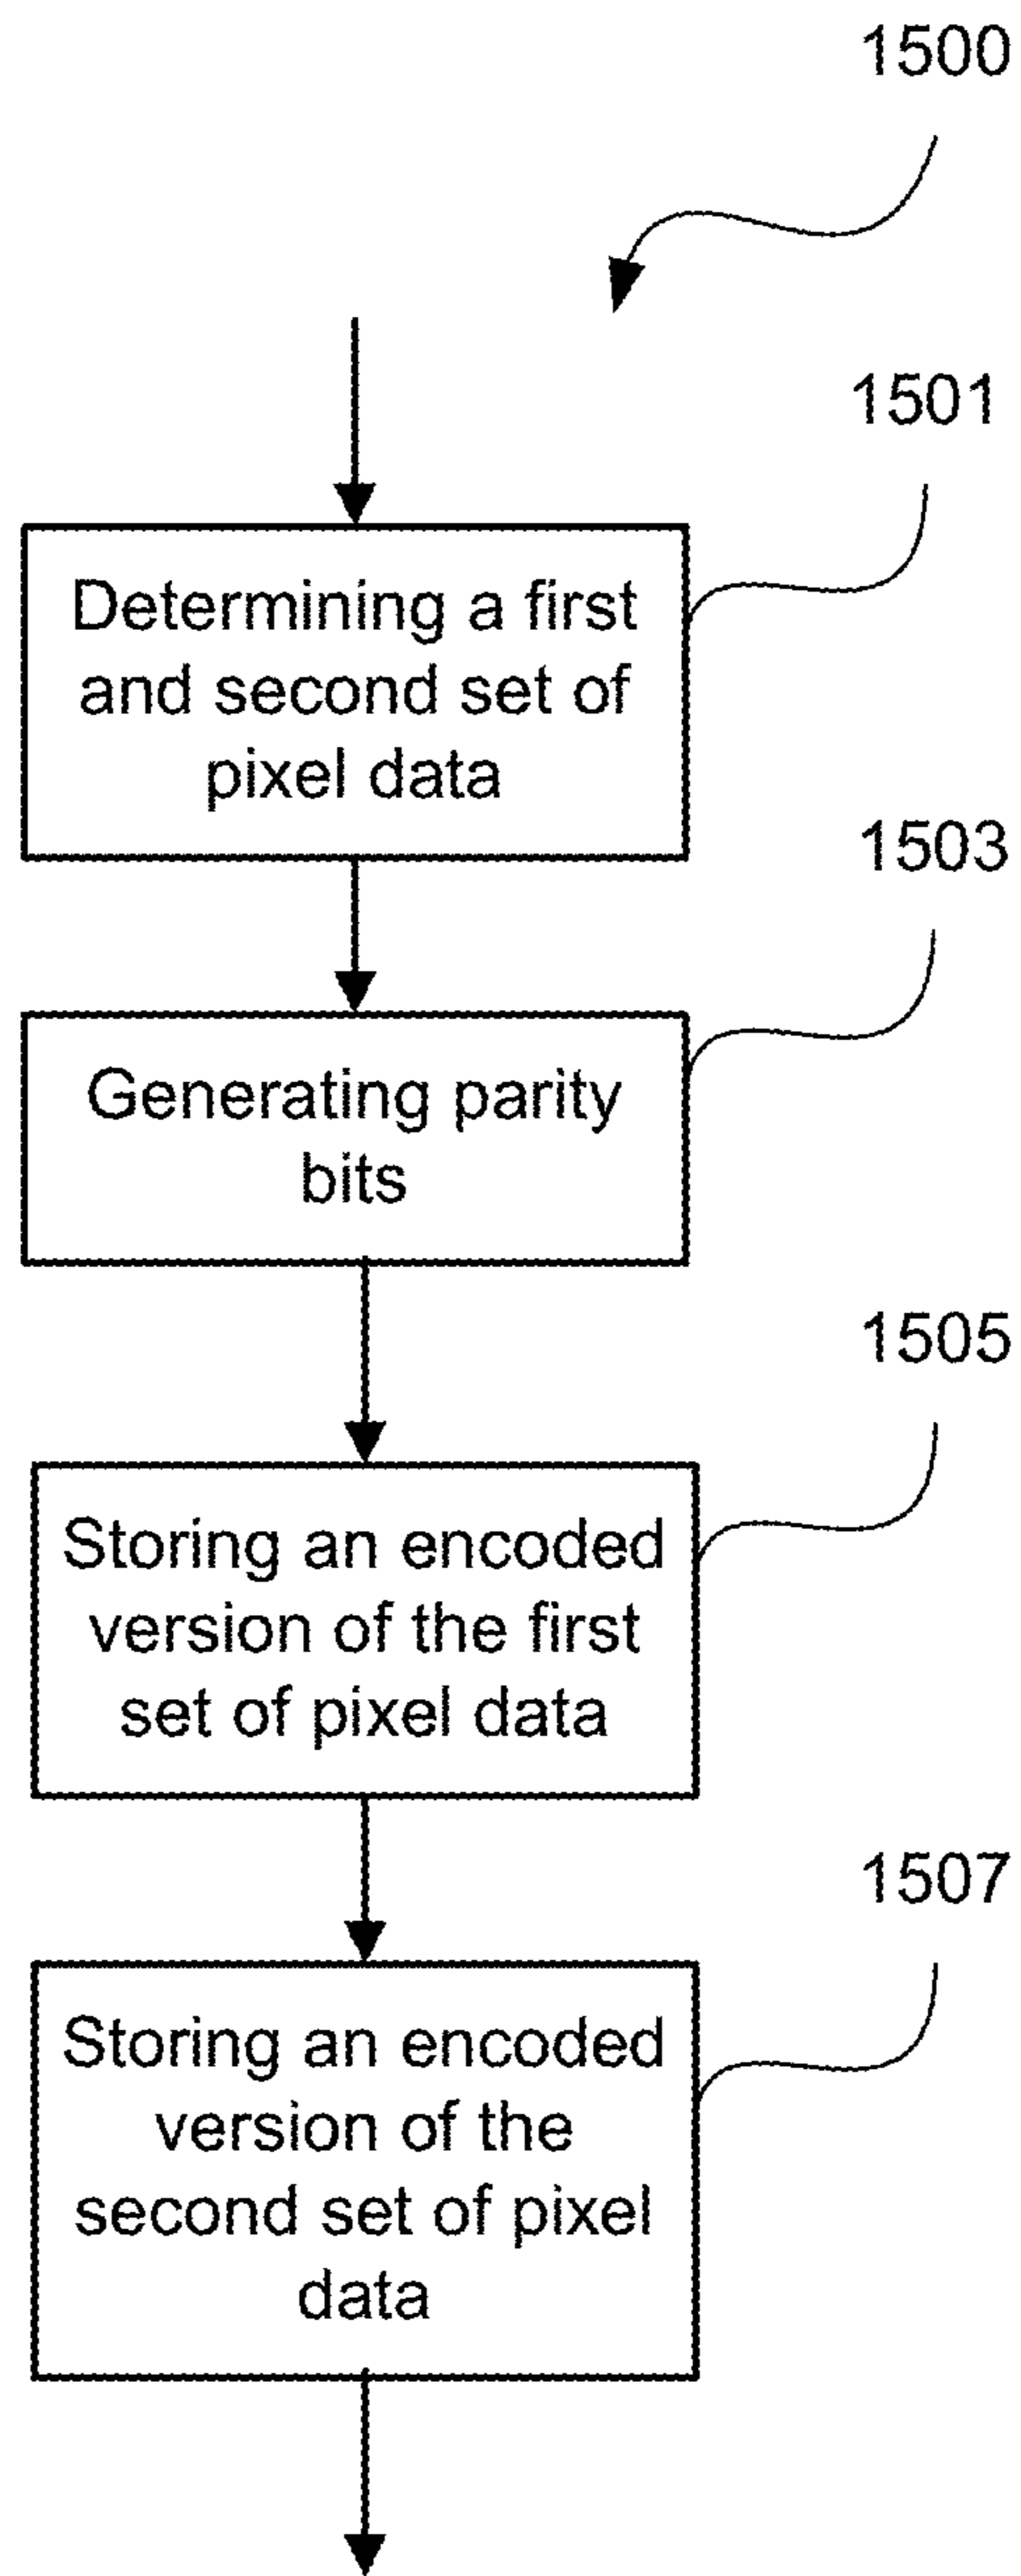 1500
1501
Determining a first
and second set of
pixel data
1503
Generating parity
bits
1505
Storing an encoded
version of the first
set of pixel data
1507
Storing an encoded
version of the
second set of pixel
data